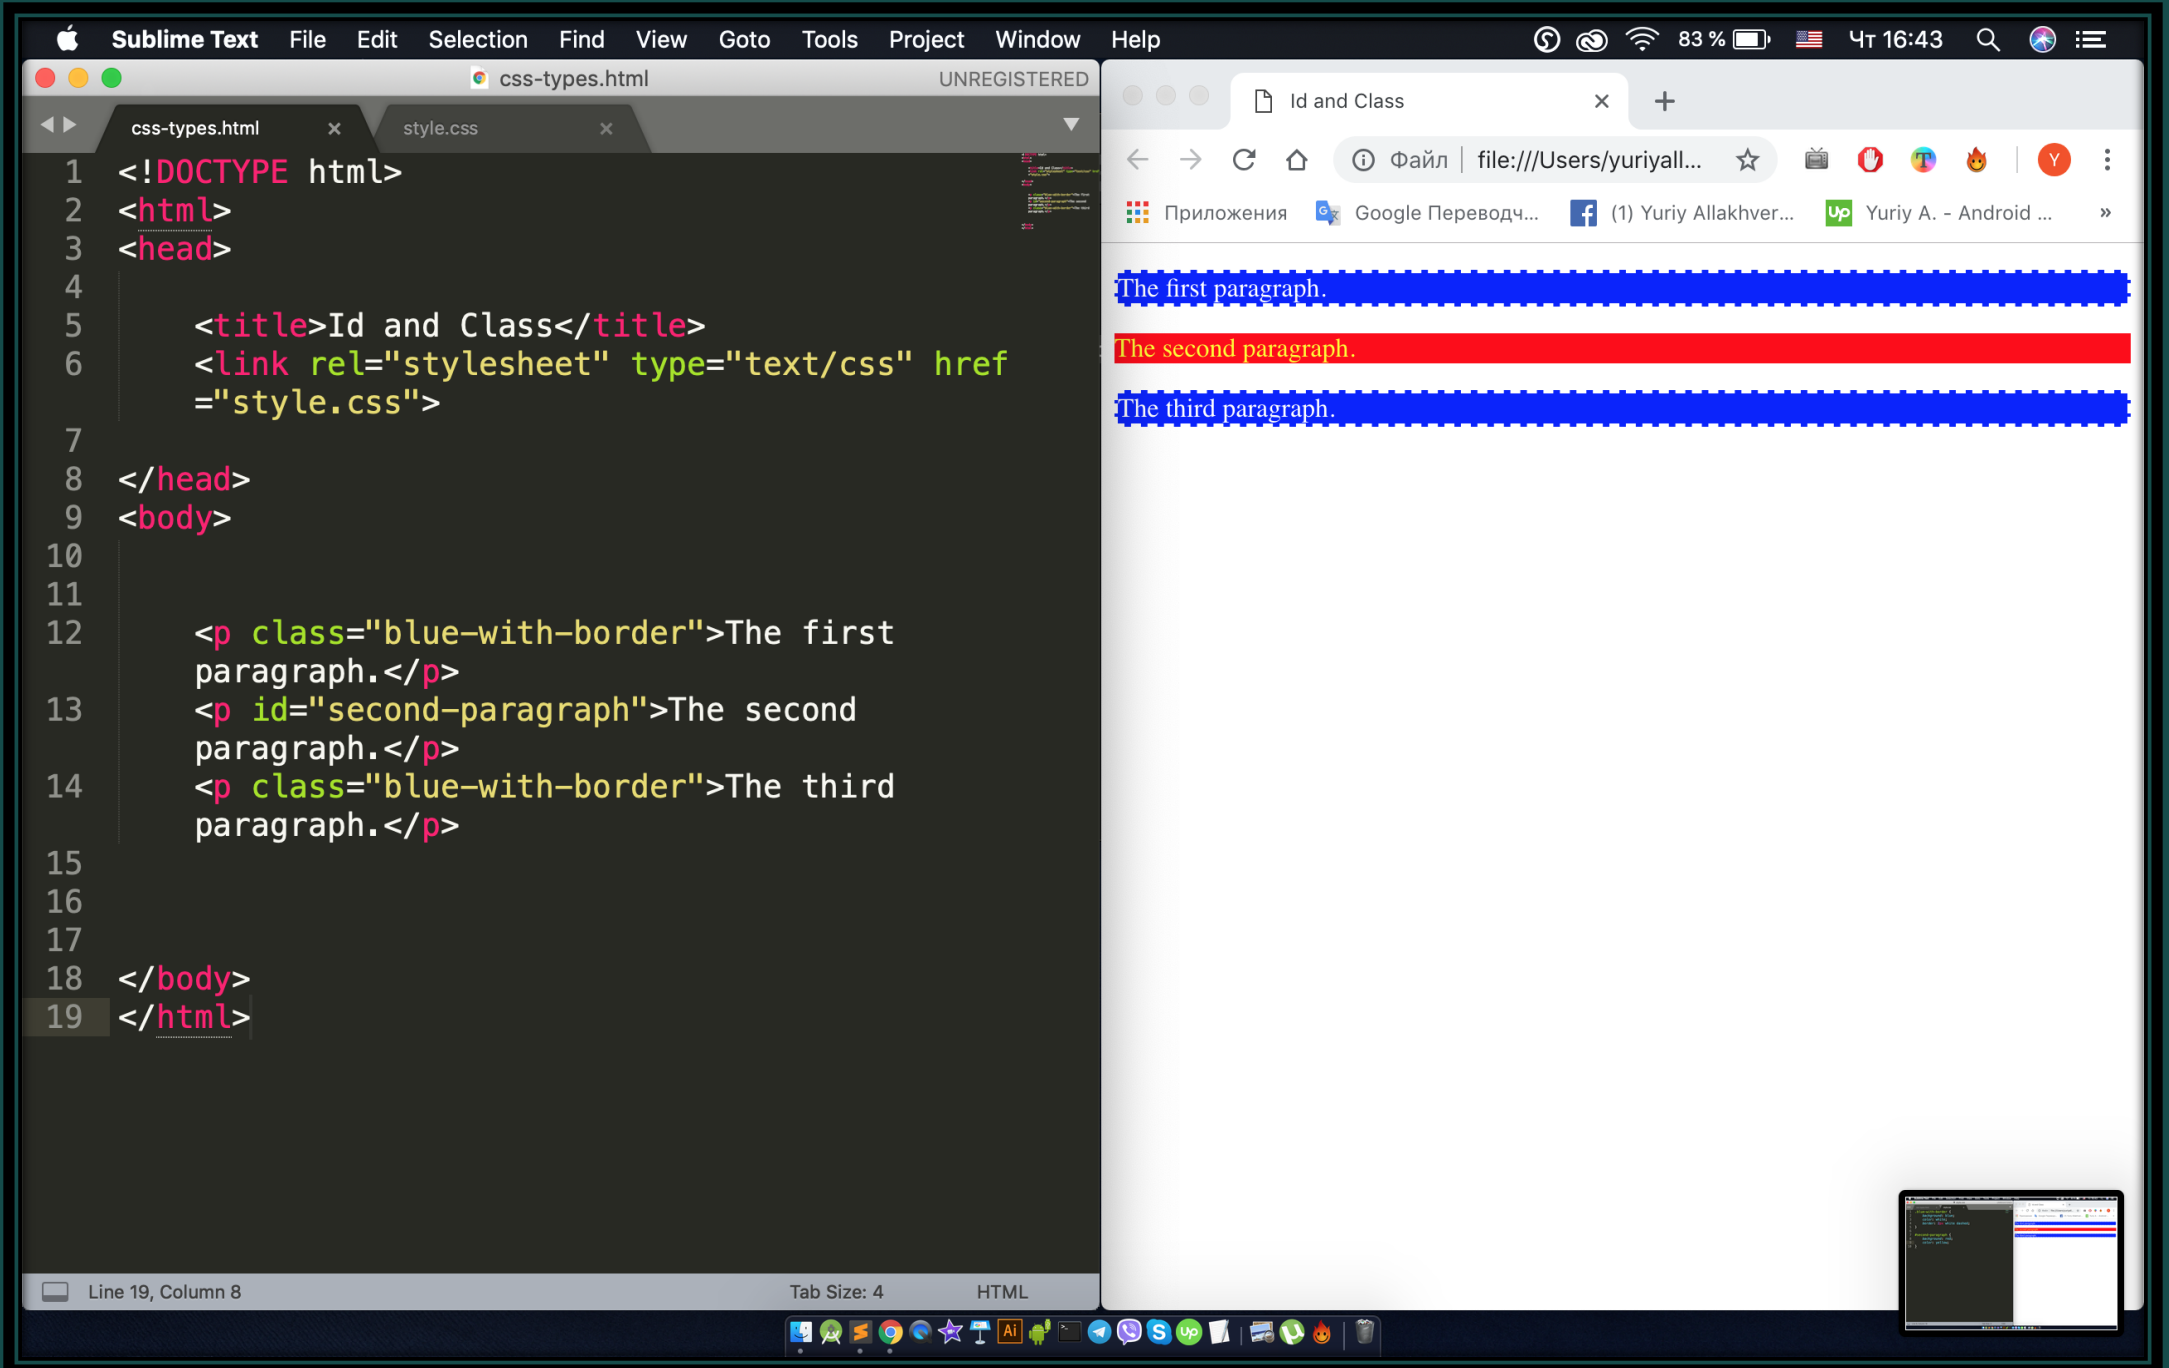 Sublime Text File Edit Selection Find View Goto Tools Project Window Help 83 % Чт 16:43
css-types.html UNREGISTERED
css-types.html style.css
1 <!DOCTYPE html>
2 <html>
3 <head>
4
5 <title>Id and Class</title>
6 <link rel="stylesheet" type="text/css" href
="style.css">
7
8 </head>
9 <body>
10
11
12 <p class="blue-with-border">The first
paragraph.</p>
13 <p id="second-paragraph">The second
paragraph.</p>
14 <p class="blue-with-border">The third
paragraph.</p>
15
16
17
18 </body>
19 </html>
Line 19, Column 8 Tab Size: 4 HTML
Id and Class
Файл file:///Users/yuriyall... Y
Приложения Google Переводч... (1) Yuriy Allakhver... Up Yuriy A. - Android ... »
The first paragraph.
The second paragraph.
The third paragraph.
Ai